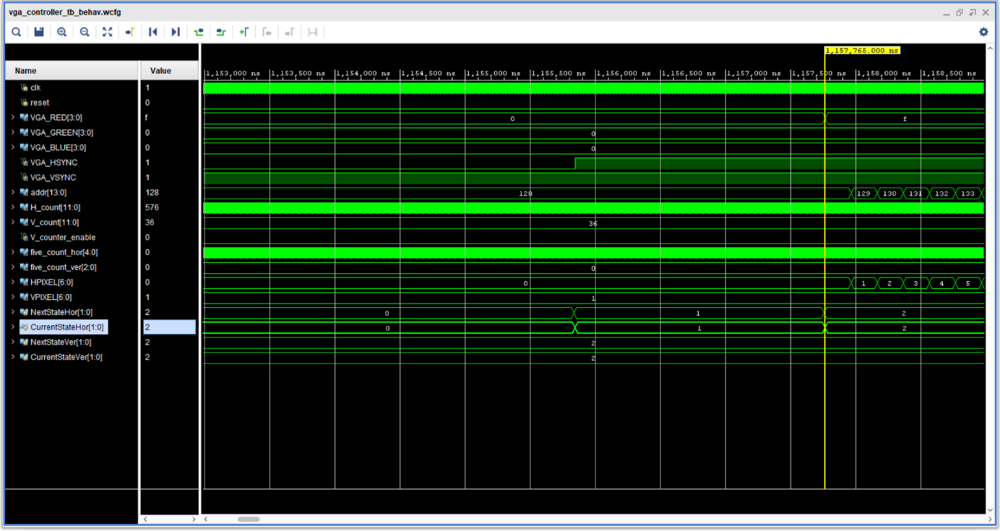 vga_controller_tb_behav.wcfg
1,157,765.000 ns
Name Value
1,153,000 ns 1,153,500 ns 1,154,000 ns 1,154,500 ns 1,155,000 ns 1,155,500 ns 1,156,000 ns 1,156,500 ns 1,157,000 ns 1,157,500 ns 1,158,000 ns 1,158,500 ns
clk 1
reset 0
VGA_RED[3:0] f 0 f
VGA_GREEN[3:0] 0 0
VGA_BLUE[3:0] 0 0
VGA_HSYNC 1
VGA_VSYNC 1
addr[13:0] 128 128 129 130 131 132 133
H_count[11:0] 576
V_count[11:0] 36 36
V_counter_enable 0
five_count_hor[4:0] 0
five_count_ver[2:0] 0 0
HPIXEL[6:0] 0 0 1 2 3 4 5
VPIXEL[6:0] 1 1
NextStateHor[1:0] 2 0 1 2
CurrentStateHor[1:0] 2 0 1 2
NextStateVer[1:0] 2 2
CurrentStateVer[1:0] 2 2